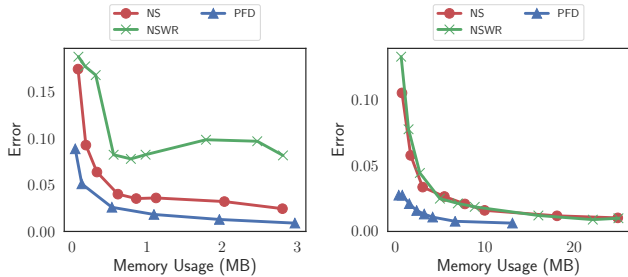 NS PFD
NSWR
Error
0.15
0.10
0.05
0.00
0 1 2 3
Memory Usage (MB)
NS PFD
NSWR
Error
0.10
0.05
0.00
0 10 20
Memory Usage (MB)